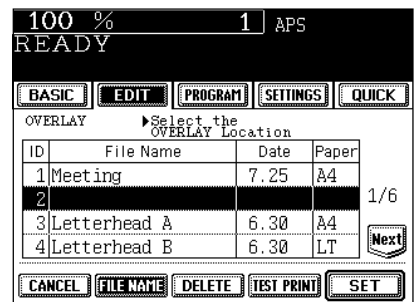 100 % 1 APS
READY
BASIC EDIT PROGRAM SETTINGS QUICK
OVERLAY ▶Select the
OVERLAY Location
ID File Name Date Paper
1 Meeting 7.25 A4
2
1/6
3 Letterhead A 6.30 A4
4 Letterhead B 6.30 LT
Next
CANCEL FILE NAME DELETE TEST PRINT SET